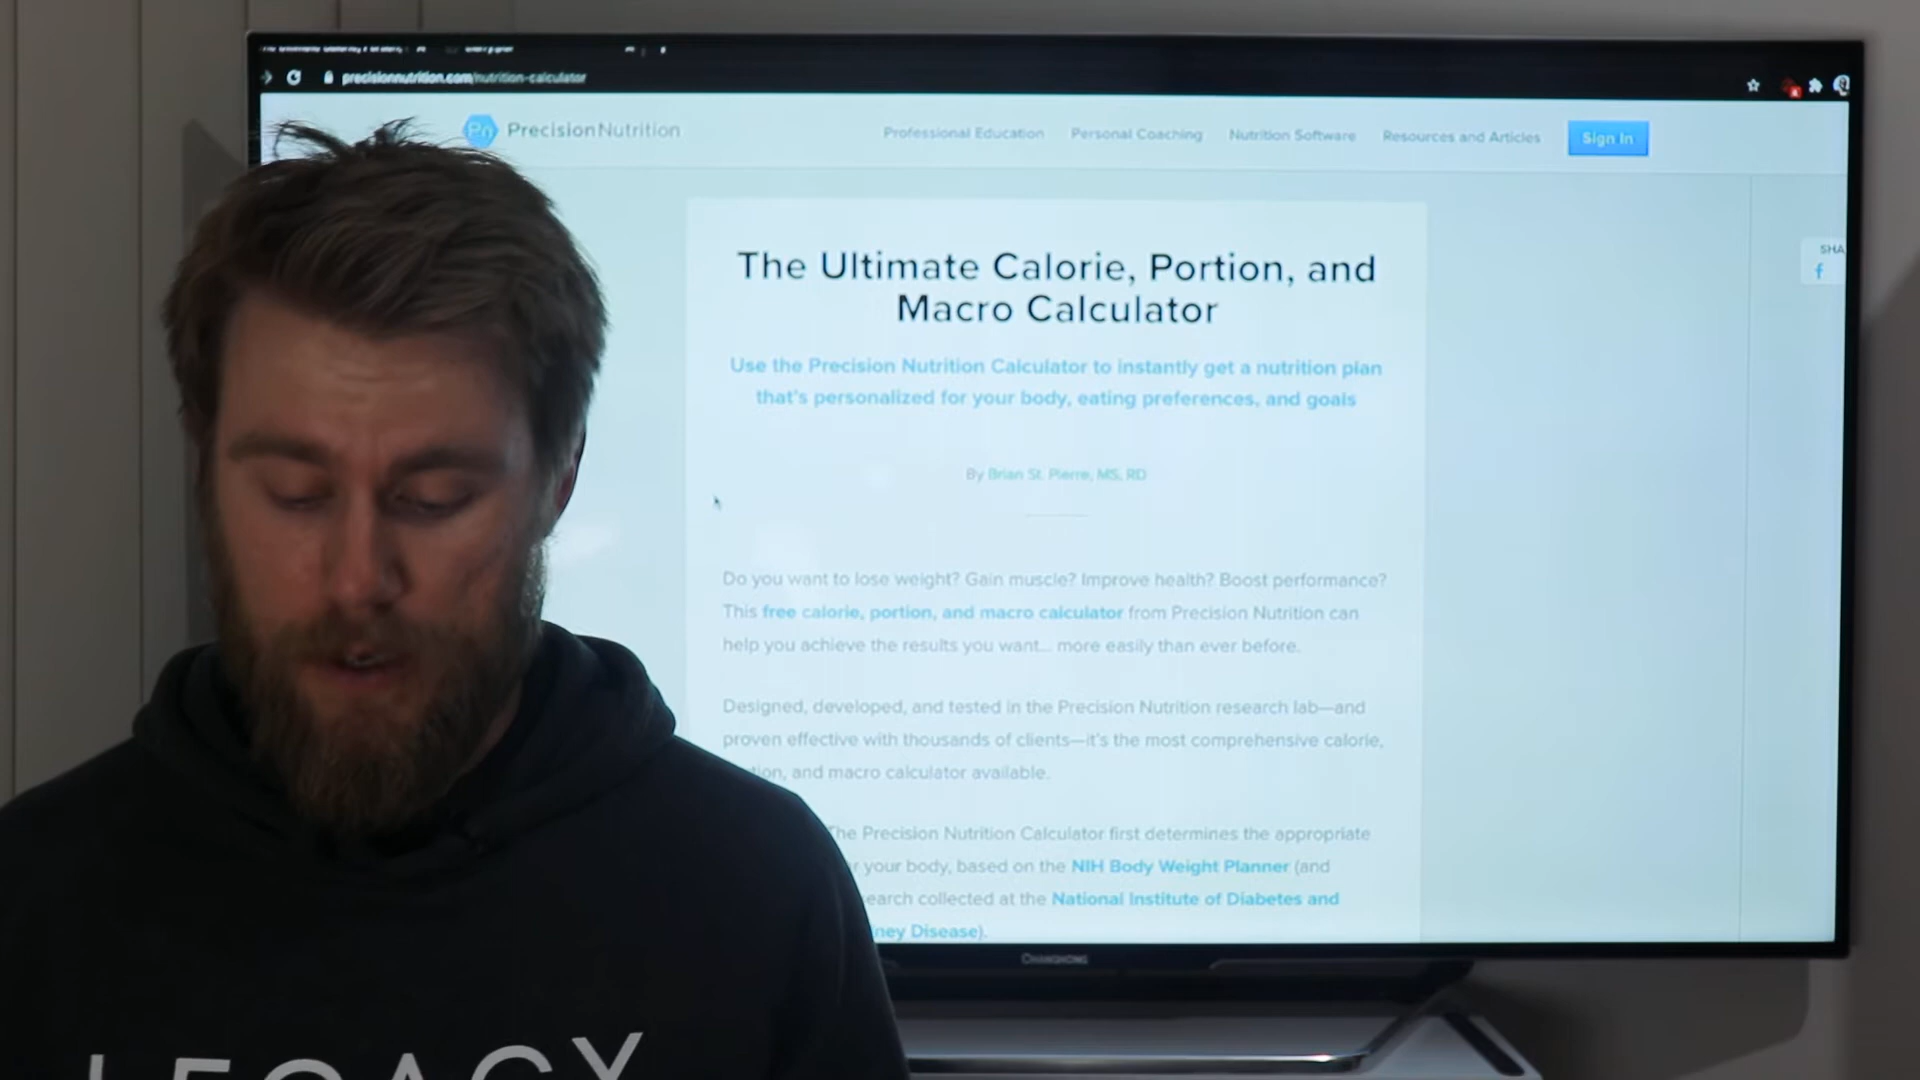 precisionnutrition.com/nutrition-calculator
Pn PrecisionNutrition
Professional Education Personal Coaching Nutrition Software Resources and Articles Sign In
SHA
f
The Ultimate Calorie, Portion, and
Macro Calculator
Use the Precision Nutrition Calculator to instantly get a nutrition plan
that's personalized for your body, eating preferences, and goals
By Brian St. Pierre, MS, RD
Do you want to lose weight? Gain muscle? Improve health? Boost performance?
This free calorie, portion, and macro calculator from Precision Nutrition can
help you achieve the results you want... more easily than ever before.
Designed, developed, and tested in the Precision Nutrition research lab—and
proven effective with thousands of clients—it's the most comprehensive calorie,
tion, and macro calculator available.
he Precision Nutrition Calculator first determines the appropriate
r your body, based on the NIH Body Weight Planner (and
earch collected at the National Institute of Diabetes and
ney Disease).
CHANGHONG
LEGACY